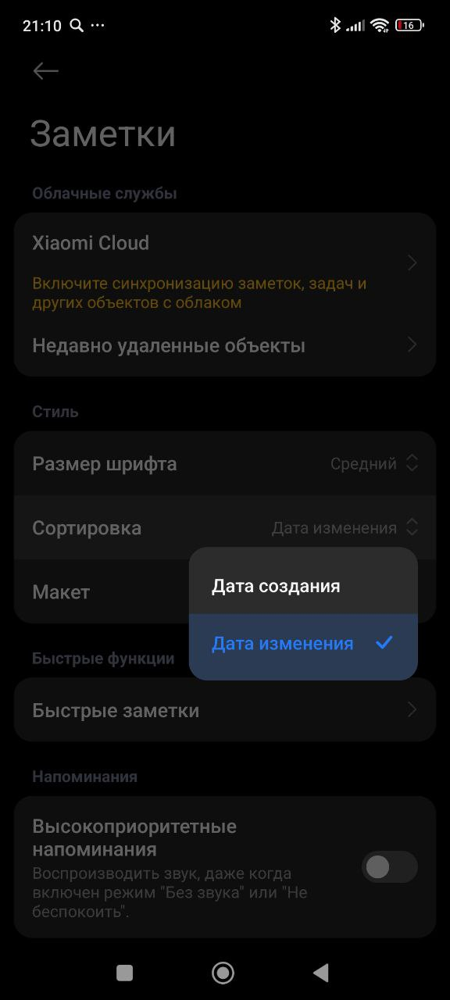 21:10
16
Заметки
Облачные службы
Xiaomi Cloud
Включите синхронизацию заметок, задач и
других объектов с облаком
Недавно удаленные объекты
Стиль
Размер шрифта Средний
Сортировка Дата изменения
Макет
Дата создания
Дата изменения
Быстрые функции
Быстрые заметки
Напоминания
Высокоприоритетные
напоминания
Воспроизводить звук, даже когда
включен режим "Без звука" или "Не
беспокоить".